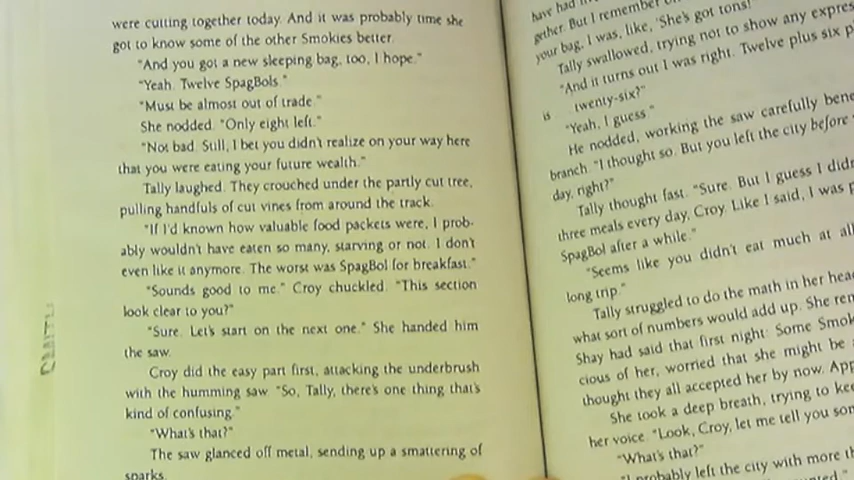 were cutting together today. And it was probably time she
got to know some of the other Smokies better.
"And you got a new sleeping bag, too, I hope."
"Yeah. Twelve SpagBols."
"Must be almost out of trade."
She nodded. "Only eight left."
"Not bad. Still, I bet you didn't realize on your way here
that you were eating your future wealth."
Tally laughed. They crouched under the partly cut tree,
pulling handfuls of cut vines from around the track.
"If I'd known how valuable food packets were, I prob-
ably wouldn't have eaten so many, starving or not. I don't
even like it anymore. The worst was SpagBol for breakfast."
"Sounds good to me." Croy chuckled. "This section
look clear to you?"
"Sure. Let's start on the next one." She handed him
the saw.
Croy did the easy part first, attacking the underbrush
with the humming saw. "So, Tally, there's one thing that's
kind of confusing."
"What's that?"
The saw glanced off metal, sending up a smattering of
sparks.
have had
gether. But I remember
your bag, I was, like, 'She's got tons!'
Tally swallowed, trying not to show any
"And it turns out I was right. Twelve plus six
is twenty-six?"
"Yeah, I guess."
He nodded, working the saw carefully
branch. "I thought so. But you left the city before
day, right?"
Tally thought fast. "Sure. But I guess I
three meals every day, Croy. Like I said, I was
SpagBol after a while."
"Seems like you didn't eat much at
long trip."
Tally struggled to do the math in her
what sort of numbers would add up. She
Shay had said that first night: Some
of her, worried that she might be
thought they all accepted her by now.
She took a deep breath, trying to
her voice. "Look, Croy, let me tell you
"What's that?"
"I probably left the city with more